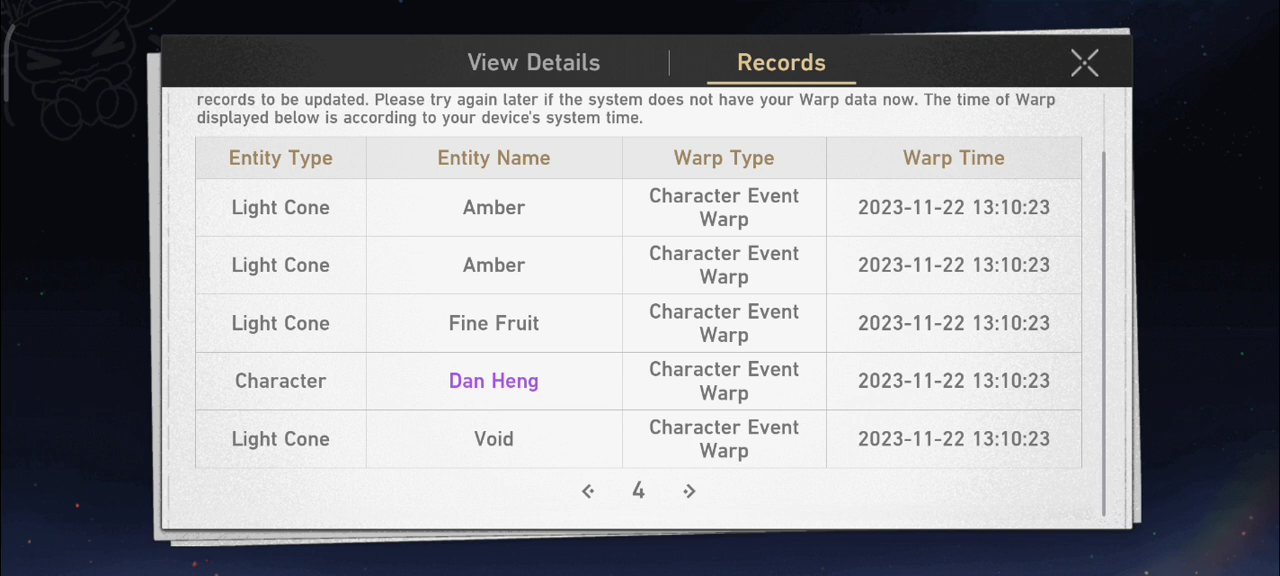 View Details | Records
records to be updated. Please try again later if the system does not have your Warp data now. The time of Warp
displayed below is according to your device's system time.
Entity Type Entity Name Warp Type Warp Time
Light Cone Amber Character Event Warp 2023-11-22 13:10:23
Light Cone Amber Character Event Warp 2023-11-22 13:10:23
Light Cone Fine Fruit Character Event Warp 2023-11-22 13:10:23
Character Dan Heng Character Event Warp 2023-11-22 13:10:23
Light Cone Void Character Event Warp 2023-11-22 13:10:23
4